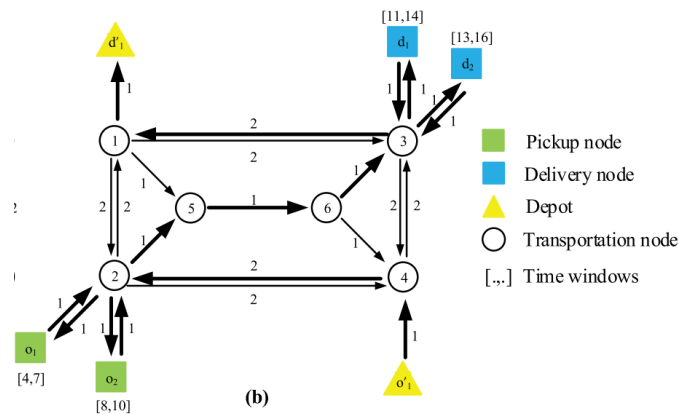 [11,14]
[13,16]
d'₁
d₁
d₂
1
1
1
1
1
2
1
3
2
1
1
2
2
5
1
6
2
2
1
1
2
2
4
2
1
1
1
1
1
o₁
[4,7]
o₂
[8,10]
o'₁
(b)
2
Pickup node
Delivery node
Depot
Transportation node
[.,.] Time windows